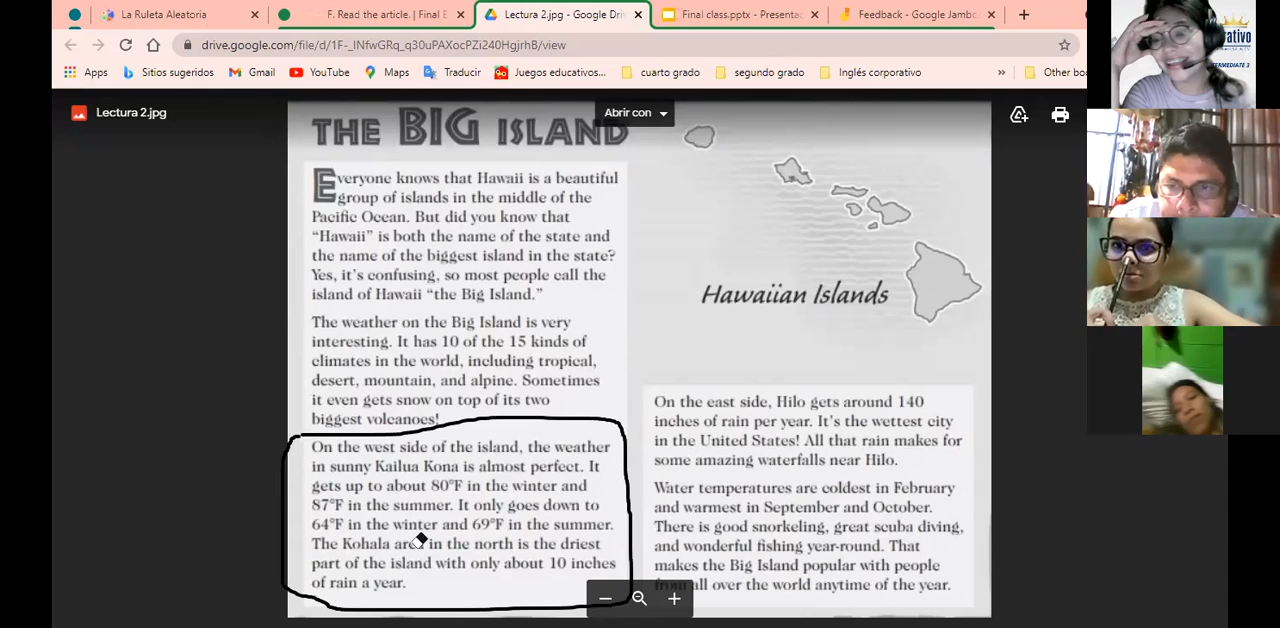 La Ruleta Aleatoria
F. Read the article. | Final E
Lectura 2.jpg - Google Dri
Final class.pptx - Presentac
Feedback - Google Jambo
drive.google.com/file/d/1F-_lNfwGRq_q30uPAXocPZi240HgjrhB/view
Apps
Sitios sugeridos
Gmail
YouTube
Maps
Traducir
Juegos educativos...
cuarto grado
segundo grado
Inglés corporativo
»
Other bo
rativo
Lectura 2.jpg
Abrir con
THE BIG ISLAND
Everyone knows that Hawaii is a beautiful
group of islands in the middle of the
Pacific Ocean. But did you know that
“Hawaii” is both the name of the state and
the name of the biggest island in the state?
Yes, it’s confusing, so most people call the
island of Hawaii “the Big Island.”
The weather on the Big Island is very
interesting. It has 10 of the 15 kinds of
climates in the world, including tropical,
desert, mountain, and alpine. Sometimes
it even gets snow on top of its two
biggest volcanoes!
On the west side of the island, the weather
in sunny Kailua Kona is almost perfect. It
gets up to about 80°F in the winter and
87°F in the summer. It only goes down to
64°F in the winter and 69°F in the summer.
The Kohala area in the north is the driest
part of the island with only about 10 inches
of rain a year.
Hawaiian Islands
On the east side, Hilo gets around 140
inches of rain per year. It’s the wettest city
in the United States! All that rain makes for
some amazing waterfalls near Hilo.
Water temperatures are coldest in February
and warmest in September and October.
There is good snorkeling, great scuba diving,
and wonderful fishing year-round. That
makes the Big Island popular with people
from all over the world anytime of the year.